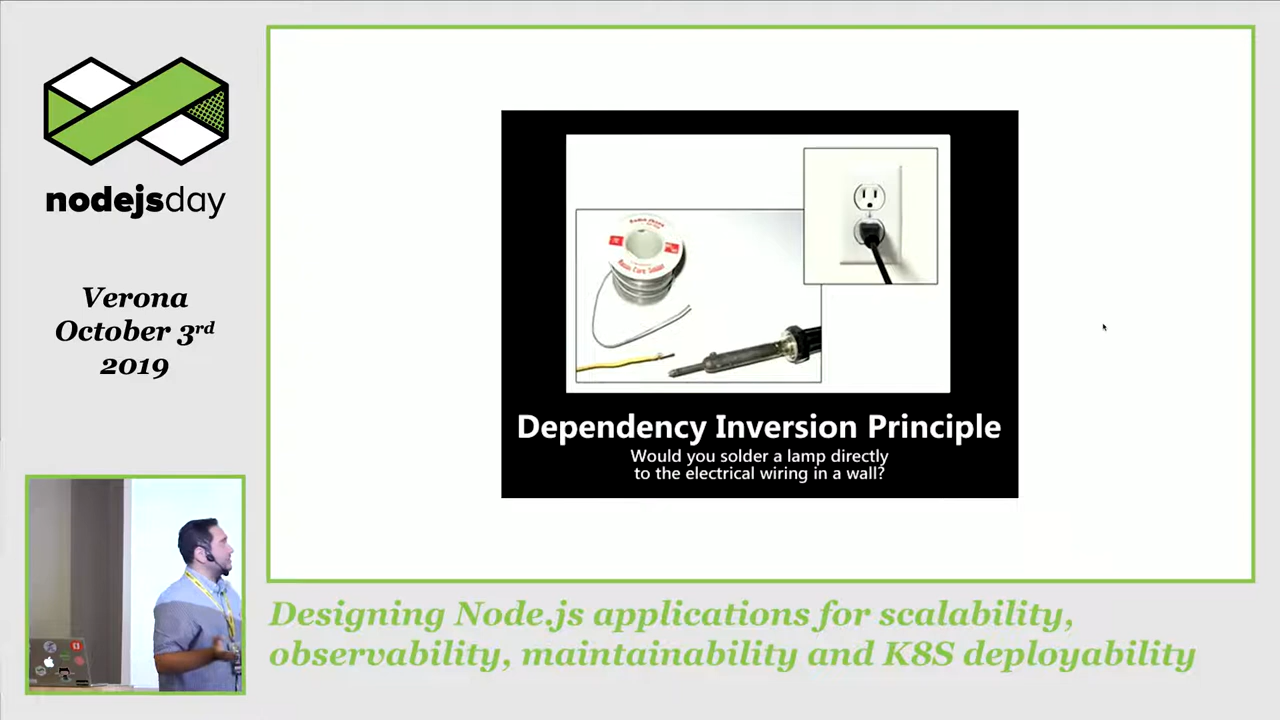 nodejsday
Verona
October 3rd
2019
Dependency Inversion Principle
Would you solder a lamp directly
to the electrical wiring in a wall?
Designing Node.js applications for scalability,
observability, maintainability and K8S deployability